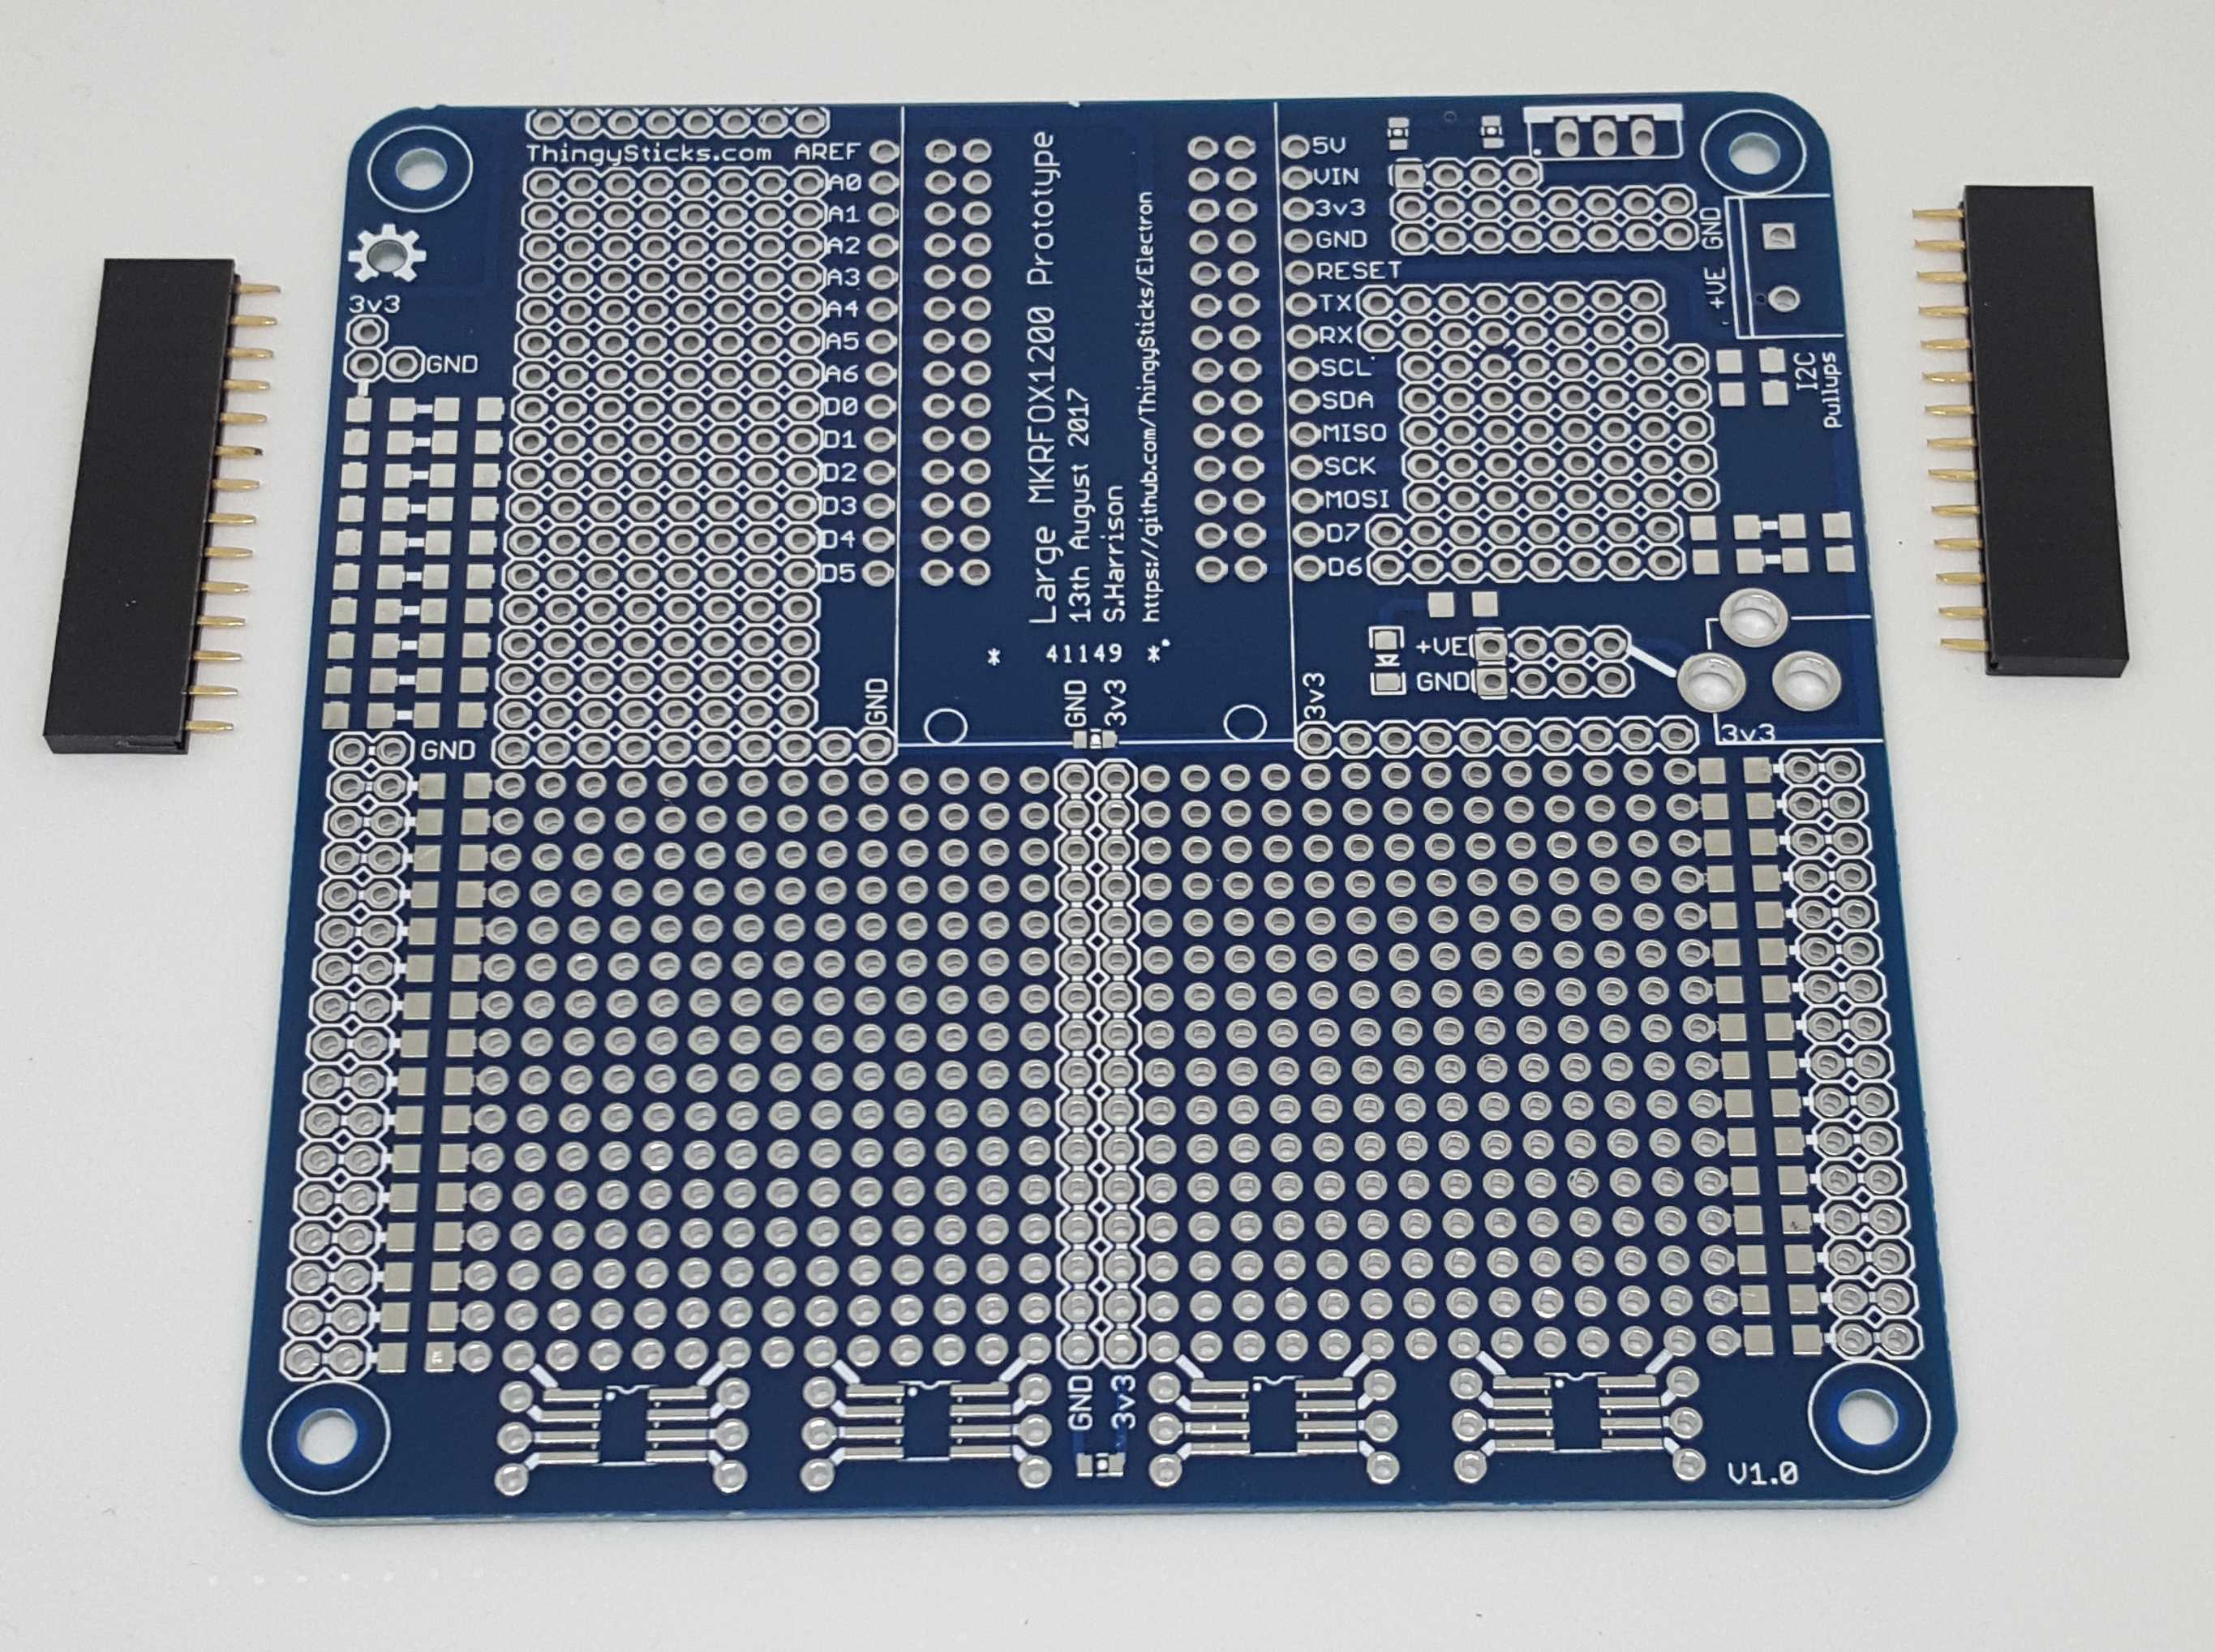 ThingySticks.com
AREF
A0
A1
A2
A3
A4
A5
A6
D0
D1
D2
D3
D4
D5
GND
3v3
GND
GND
Large MKRFOX1200 Prototype
13th August 2017
S.Harrison
https://github.com/ThingySticks/Electron
* 41149 *
GND
3v3
5V
VIN
3v3
GND
RESET
TX
RX
SCL
SDA
MISO
SCK
MOSI
D7
D6
GND
+VE
I2C
Pullups
+VE
GND
3v3
3v3
GND
3v3
V1.0